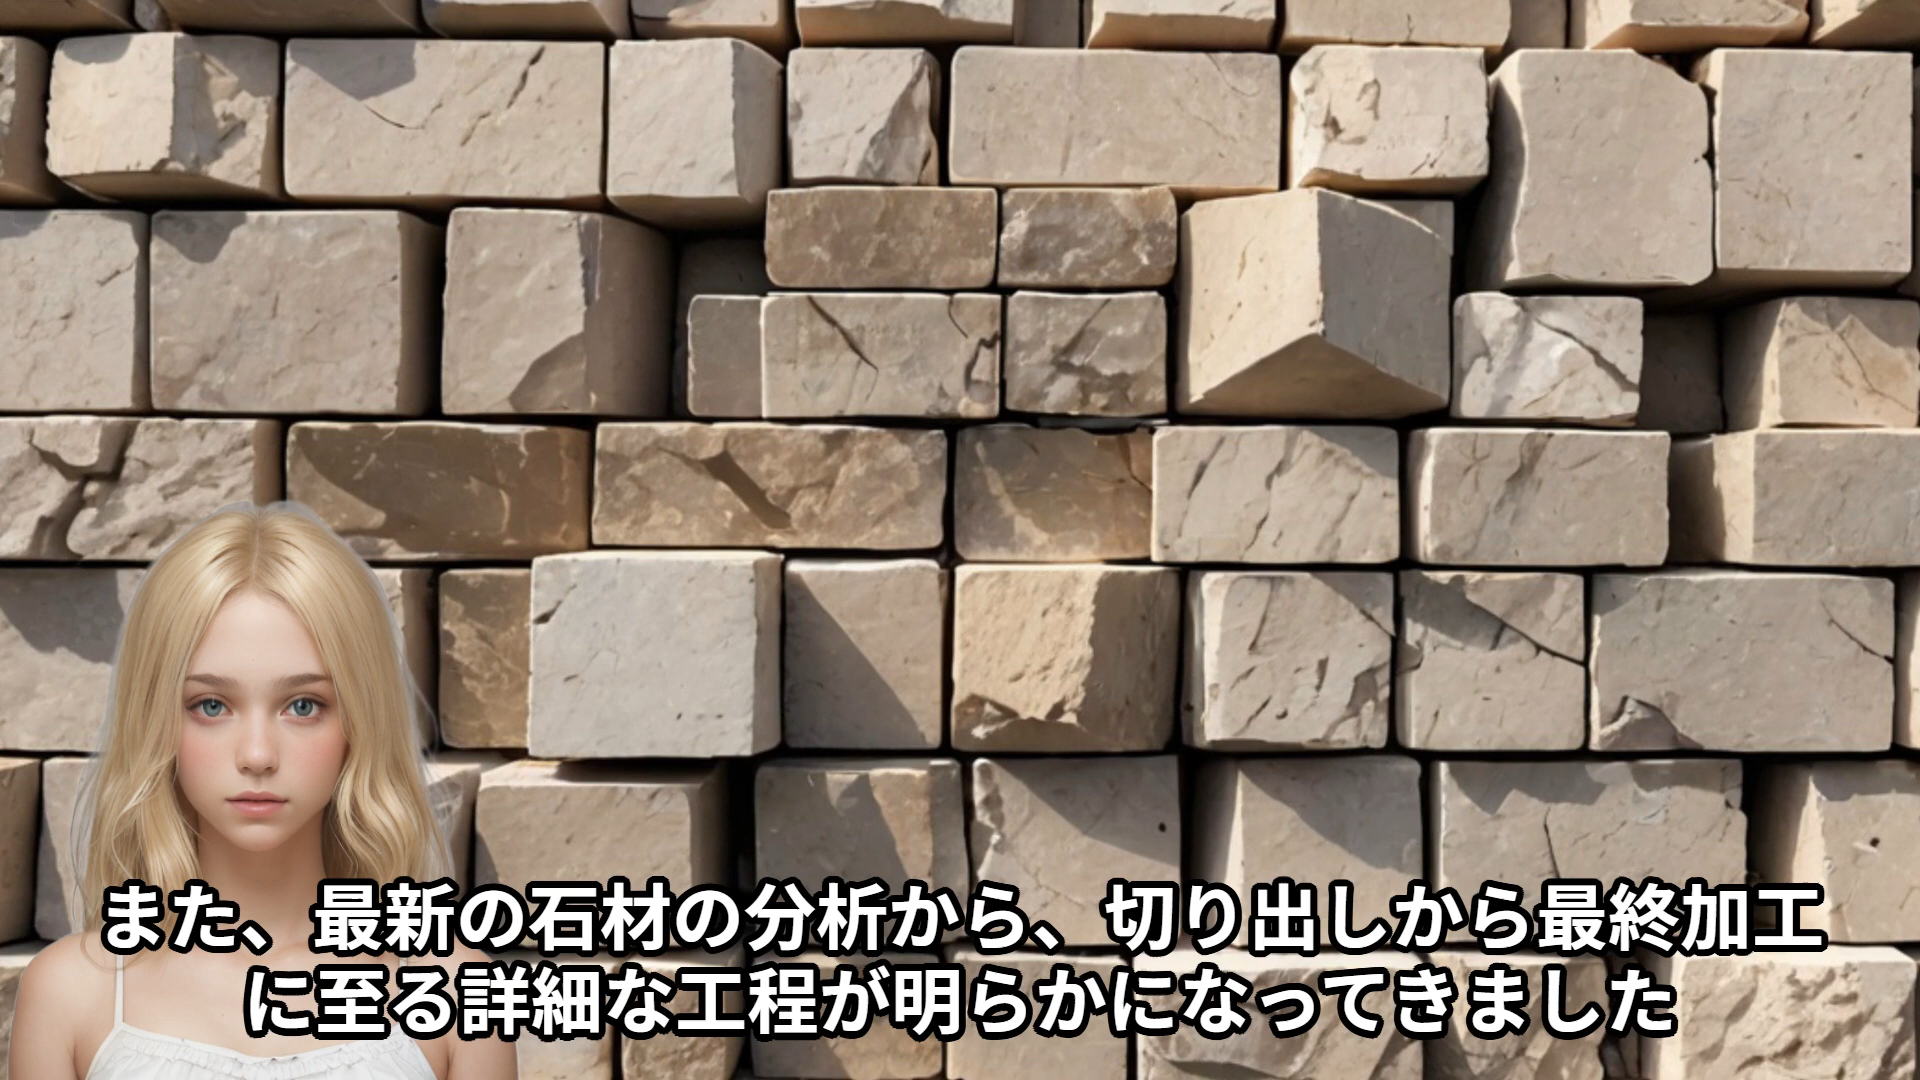 また、最新の石材の分析から、切り出しから最終加工
に至る詳細な工程が明らかになってきました